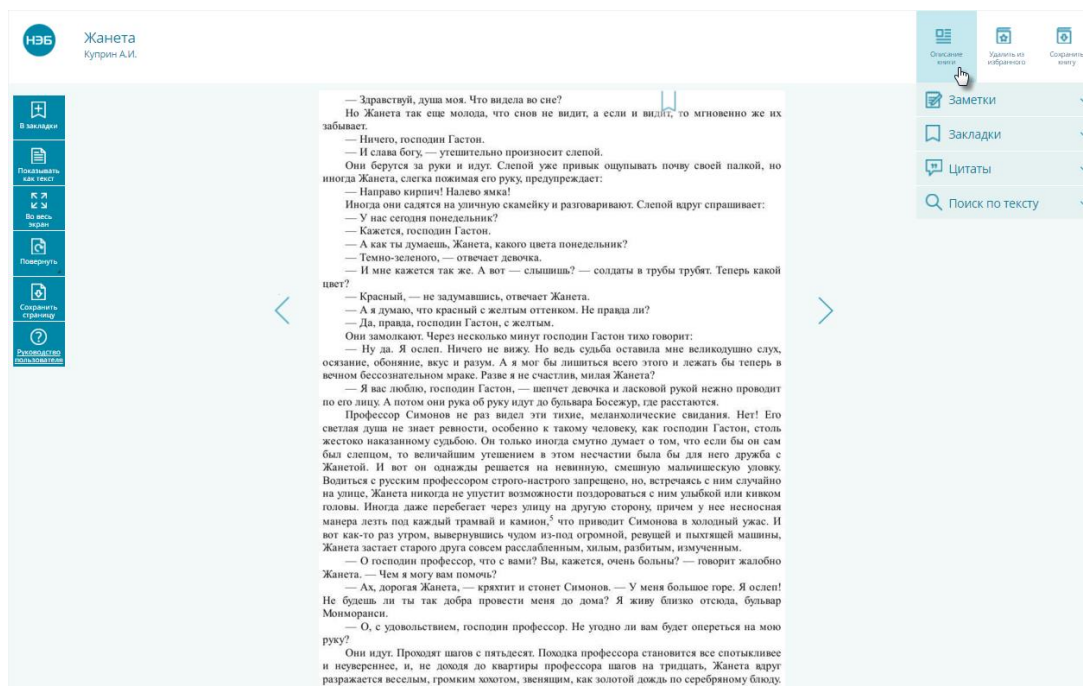 НЭБ
Жанета
Куприн А.И.
Описание
книги
Удалить из
избранного
Сохранить
книгу
В закладки
Показывать
как текст
Во весь
экран
Повернуть
Сохранить
страницу
Руководство
пользователя
— Здравствуй, душа моя. Что видела во сне?
Но Жанета так еще молода, что снов не видит, а если и видит, то мгновенно же их
забывает.
— Ничего, господин Гастон.
— И слава богу, — утешительно произносит слепой.
Они берутся за руки и идут. Слепой уже привык ощупывать почву своей палкой, но
иногда Жанета, слегка пожимая его руку, предупреждает:
— Направо кирпич! Налево ямка!
Иногда они садятся на уличную скамейку и разговаривают. Слепой вдруг спрашивает:
— У нас сегодня понедельник?
— Кажется, господин Гастон.
— А как ты думаешь, Жанета, какого цвета понедельник?
— Темно-зеленого, — отвечает девочка.
— И мне кажется так же. А вот — слышишь? — солдаты в трубы трубят. Теперь какой
цвет?
— Красный, — не задумавшись, отвечает Жанета.
— А я думаю, что красный с желтым оттенком. Не правда ли?
— Да, правда, господин Гастон, с желтым.
Они замолкают. Через несколько минут господин Гастон тихо говорит:
— Ну да. Я ослеп. Ничего не вижу. Но ведь судьба оставила мне великодушно слух,
осязание, обоняние, вкус и разум. А я мог бы лишиться всего этого и лежать бы теперь в
вечном бессознательном мраке. Разве я не счастлив, милая Жанета?
— Я вас люблю, господин Гастон, — шепчет девочка и ласковой рукой нежно проводит
по его лицу. А потом они рука об руку идут до бульвара Босежур, где расстаются.
Профессор Симонов не раз видел эти тихие, меланхолические свидания. Нет! Его
светлая душа не знает ревности, особенно к такому человеку, как господин Гастон, столь
жестоко наказанному судьбою. Он только иногда смутно думает о том, что если бы он сам
был слепцом, то величайшим утешением в этом несчастии была бы для него дружба с
Жанетой. И вот он однажды решается на невинную, смешную мальчишескую уловку.
Водиться с русским профессором строго-настрого запрещено, но, встречаясь с ним случайно
на улице, Жанета никогда не упустит возможности поздороваться с ним улыбкой или кивком
головы. Иногда даже перебегает через улицу на другую сторону, причем у нее несносная
манера лезть под каждый трамвай и камион,⁵ что приводит Симонова в холодный ужас. И
вот как-то раз утром, вывернувшись чудом из-под огромной, ревущей и пыхтящей машины,
Жанета застает старого друга совсем расслабленным, хилым, разбитым, измученным.
— О господин профессор, что с вами? Вы, кажется, очень больны? — говорит жалобно
Жанета. — Чем я могу вам помочь?
— Ах, дорогая Жанета, — кряхтит и стонет Симонов. — У меня большое горе. Я ослеп!
Не будешь ли ты так добра провести меня до дома? Я живу близко отсюда, бульвар
Монморанси.
— О, с удовольствием, господин профессор. Не угодно ли вам будет опереться на мою
руку?
Они идут. Проходят шагов с пятьдесят. Походка профессора становится все спотыкливее
и неувереннее, и, не доходя до квартиры профессора шагов на тридцать, Жанета вдруг
разражается веселым, громким хохотом, звенящим, как золотой дождь по серебряному блюду.
Заметки
Закладки
Цитаты
Поиск по тексту